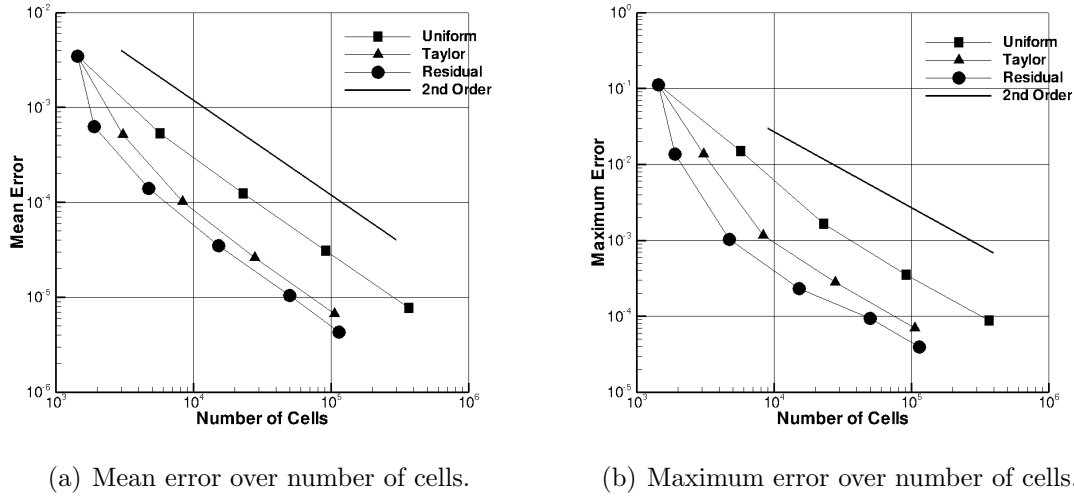 10-2
10-3
10-4
10-5
10-6
Mean Error
Uniform
Taylor
Residual
2nd Order
103
104
105
106
Number of Cells
(a) Mean error over number of cells.
100
10-1
10-2
10-3
10-4
10-5
Maximum Error
Uniform
Taylor
Residual
2nd Order
103
104
105
106
Number of Cells
(b) Maximum error over number of cells.